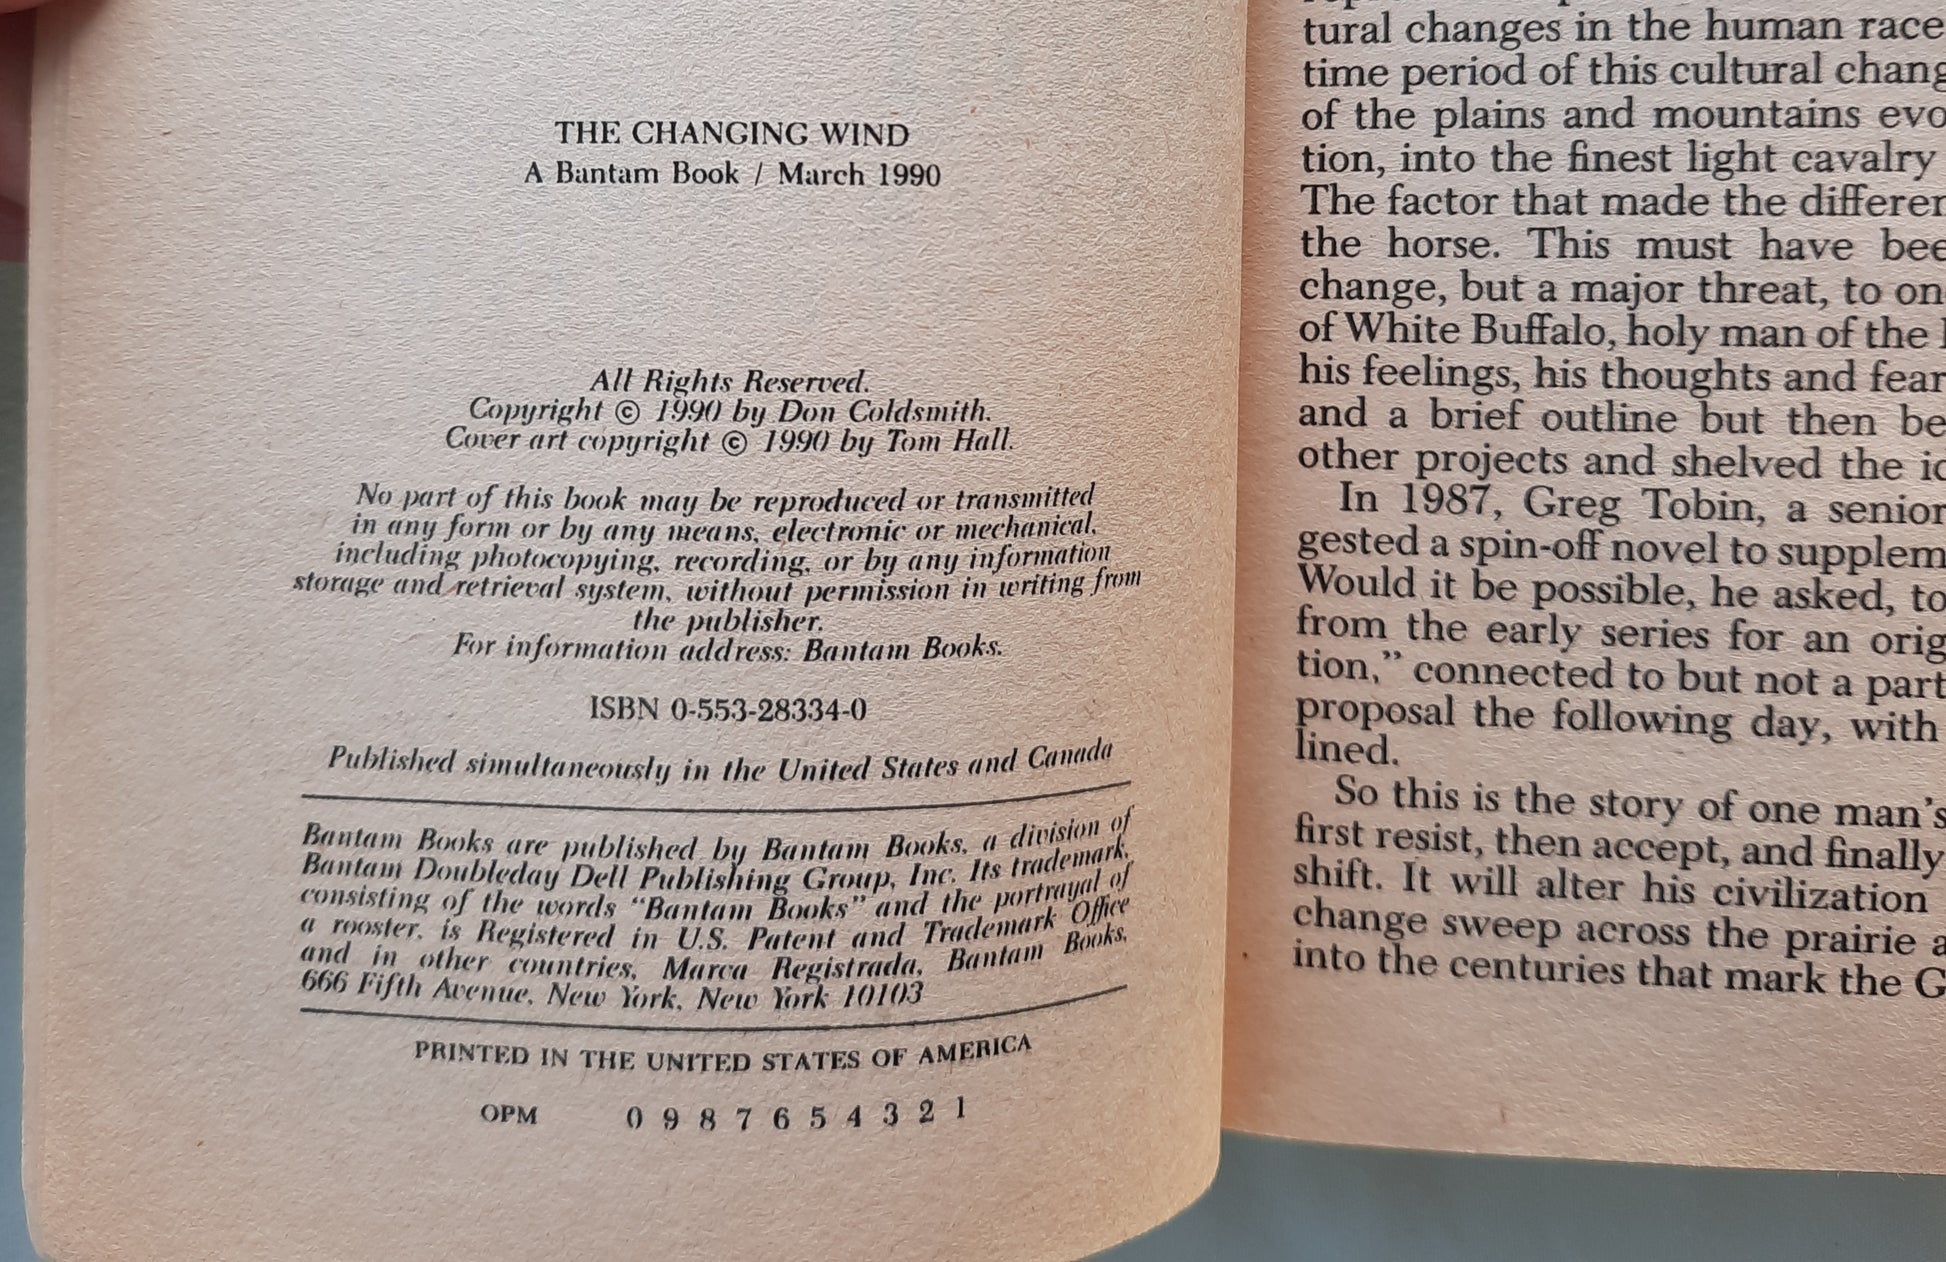 THE CHANGING WIND
A Bantam Book / March 1990
All Rights Reserved.
Copyright © 1990 by Don Coldsmith.
Cover art copyright © 1990 by Tom Hall.
No part of this book may be reproduced or transmitted
in any form or by any means, electronic or mechanical,
including photocopying, recording, or by any information
storage and retrieval system, without permission in writing from
the publisher.
For information address: Bantam Books.
ISBN 0-553-28334-0
Published simultaneously in the United States and Canada
Bantam Books are published by Bantam Books, a division of
Bantam Doubleday Dell Publishing Group, Inc. Its trademark,
consisting of the words “Bantam Books” and the portrayal of
a rooster, is Registered in U.S. Patent and Trademark Office
and in other countries, Marca Registrada, Bantam Books,
666 Fifth Avenue, New York, New York 10103
PRINTED IN THE UNITED STATES OF AMERICA
OPM 0 9 8 7 6 5 4 3 2 1
tural changes in the human race
time period of this cultural chang
of the plains and mountains evo
tion, into the finest light cavalry
The factor that made the differen
the horse. This must have bee
change, but a major threat, to on
of White Buffalo, holy man of the
his feelings, his thoughts and fear
and a brief outline but then be
other projects and shelved the id
In 1987, Greg Tobin, a senior
gested a spin-off novel to supplem
Would it be possible, he asked, to
from the early series for an orig
tion,” connected to but not a part
proposal the following day, with
lined.
So this is the story of one man’s
first resist, then accept, and finally
shift. It will alter his civilization
change sweep across the prairie a
into the centuries that mark the G